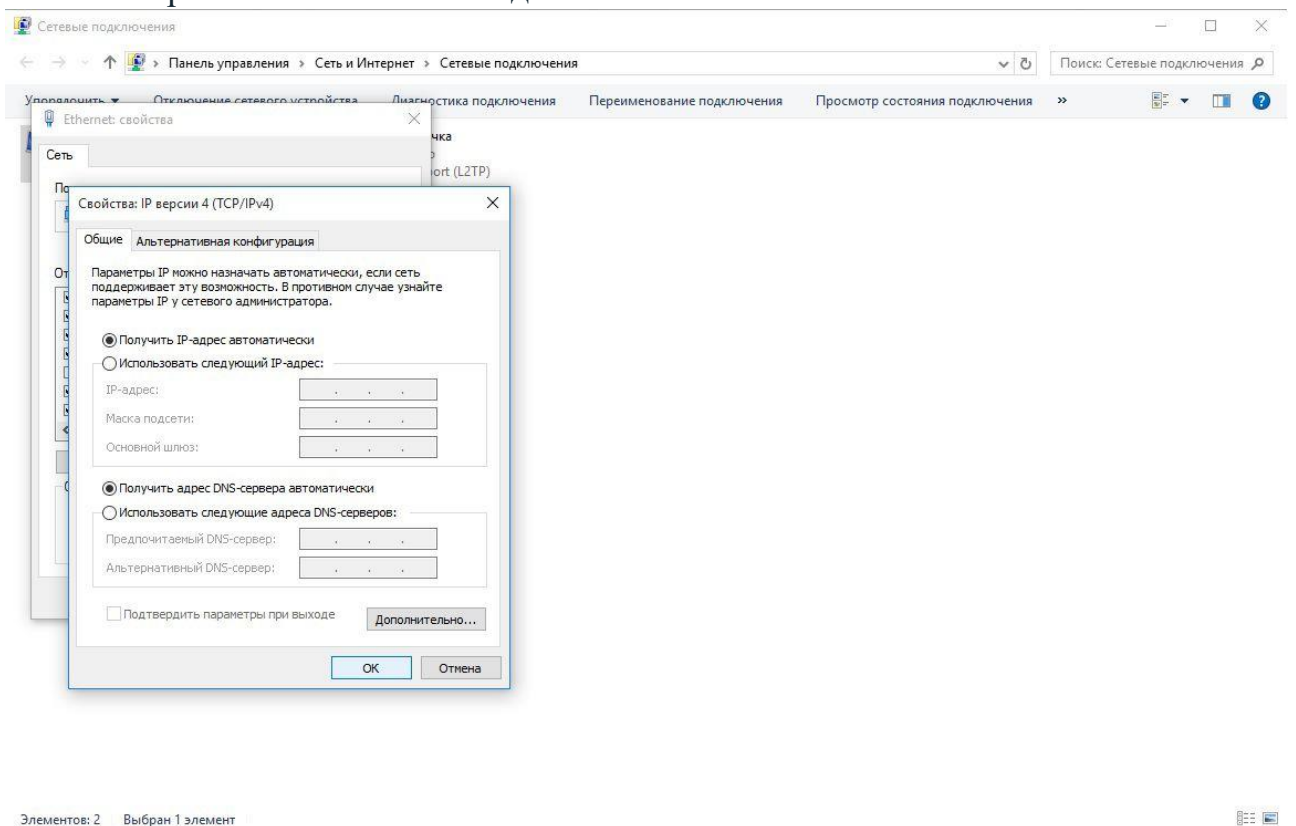 Сетевые подключения
Панель управления › Сеть и Интернет › Сетевые подключения
Поиск: Сетевые подключения
Упорядочить Отключение сетевого устройства Диагностика подключения Переименование подключения Просмотр состояния подключения »
Ethernet: свойства
чка
Сеть
port (L2TP)
По
Свойства: IP версии 4 (TCP/IPv4)
Общие Альтернативная конфигурация
От
Параметры IP можно назначать автоматически, если сеть
поддерживает эту возможность. В противном случае узнайте
параметры IP у сетевого администратора.
Получить IP-адрес автоматически
Использовать следующий IP-адрес:
IP-адрес: . . .
Маска подсети: . . .
Основной шлюз: . . .
Получить адрес DNS-сервера автоматически
Использовать следующие адреса DNS-серверов:
Предпочитаемый DNS-сервер: . . .
Альтернативный DNS-сервер: . . .
Подтвердить параметры при выходе
Дополнительно...
OK Отмена
Элементов: 2 Выбран 1 элемент